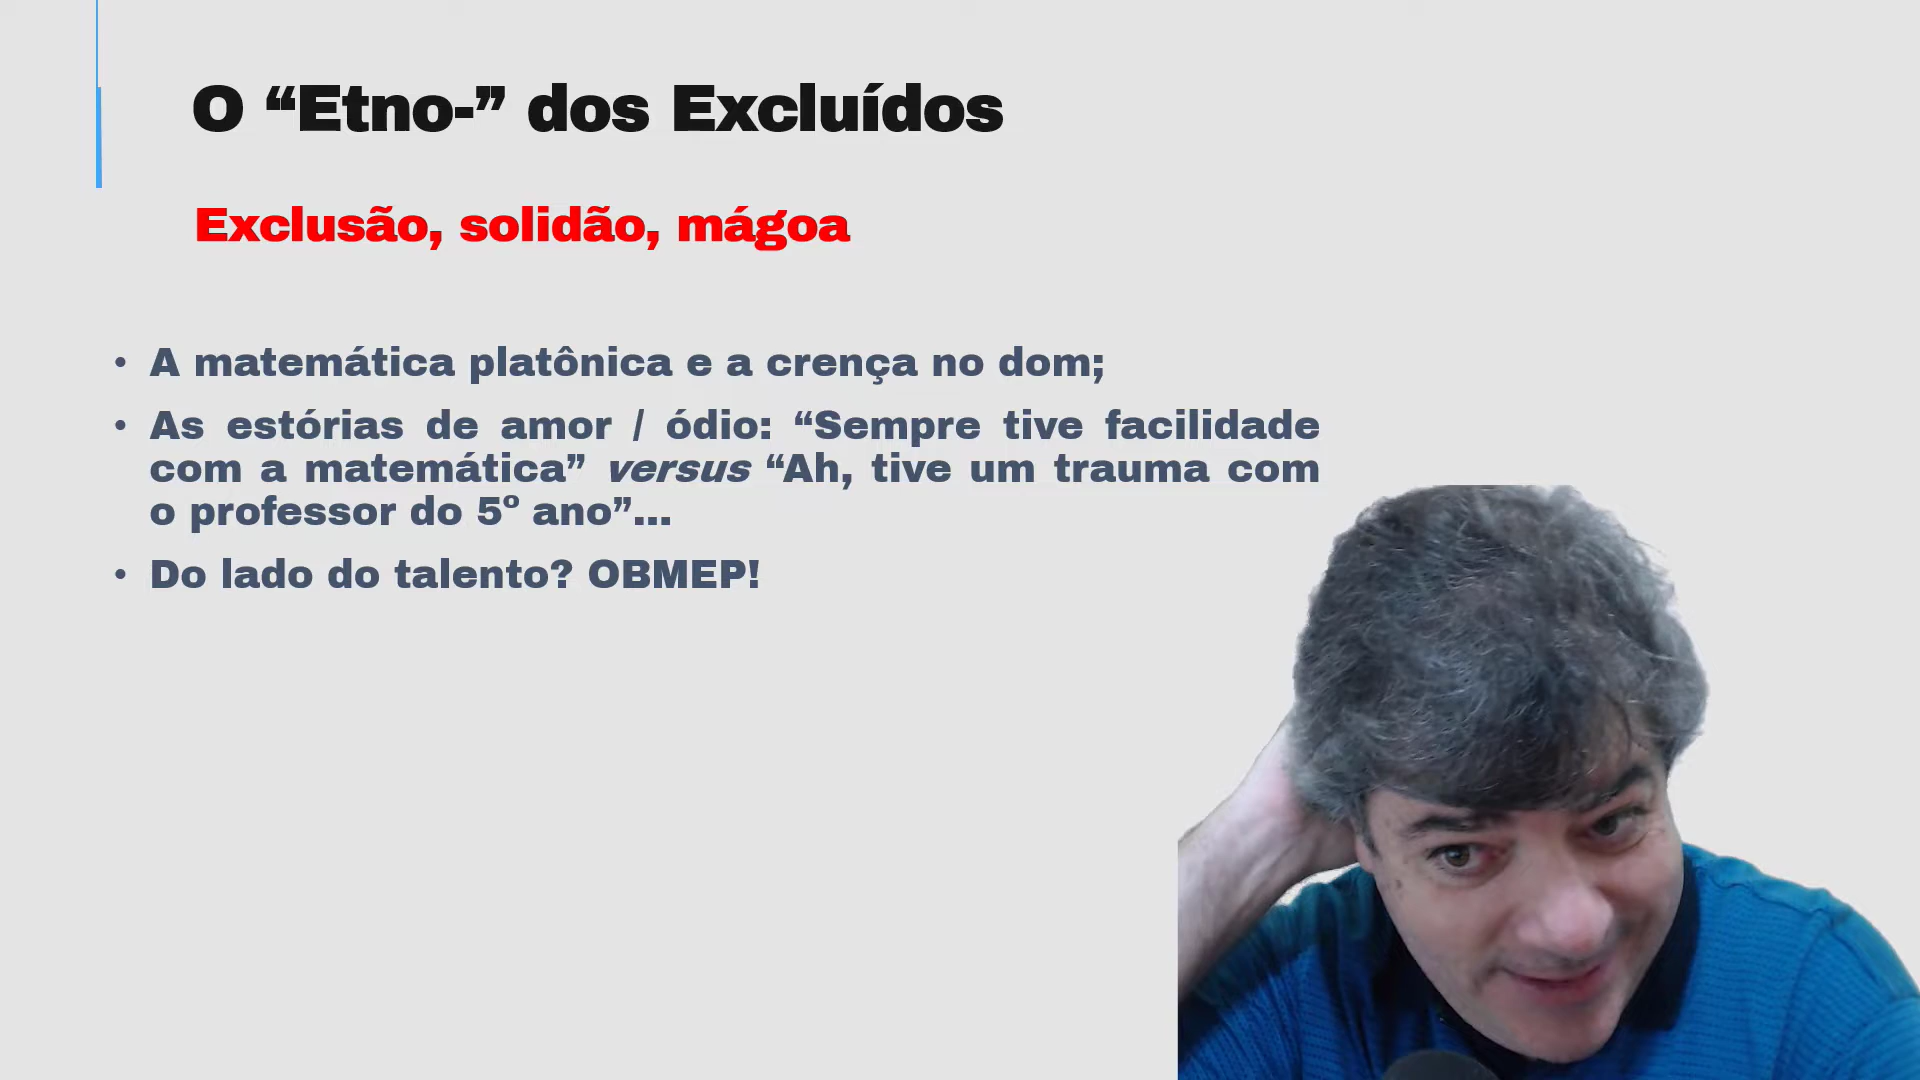 O “Etno-” dos Excluídos
Exclusão, solidão, mágoa
• A matemática platônica e a crença no dom;
• As estórias de amor / ódio: “Sempre tive facilidade
com a matemática” versus “Ah, tive um trauma com
o professor do 5º ano”...
• Do lado do talento? OBMEP!